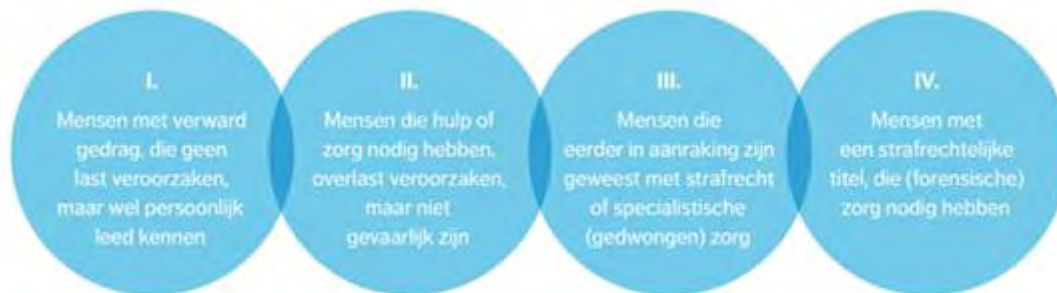 I.
Mensen met verward
gedrag, die geen
last veroorzaken,
maar wel persoonlijk
leed kennen
II.
Mensen die hulp of
zorg nodig hebben,
overlast veroorzaken,
maar niet
gevaarlijk zijn
III.
Mensen die
eerder in aanraking zijn
geweest met strafrecht
of specialistische
(gedwongen) zorg
IV.
Mensen met
een strafrechtelijke
titel, die (forensische)
zorg nodig hebben